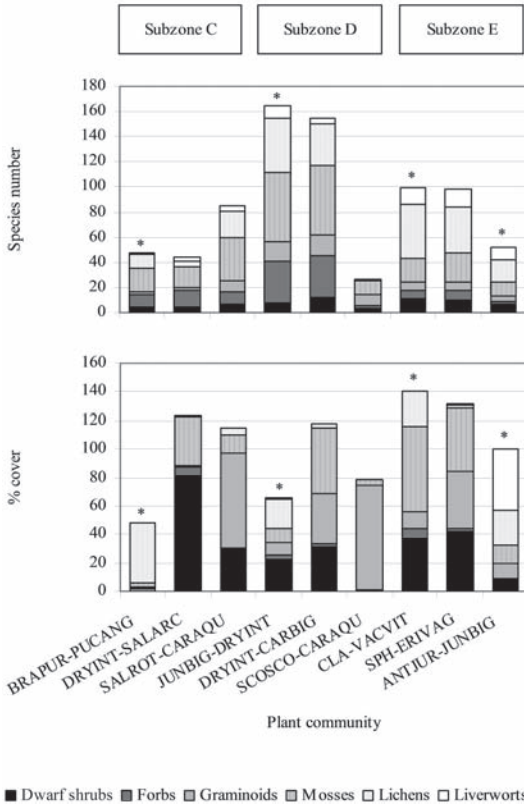 Subzone C Subzone D Subzone E
180
160
140
120
100
80
60
40
20
0
Species number
* * * *
160
140
120
100
80
60
40
20
0
% cover
* * * *
BRAPUR-PUCANG
DRYINT-SALARC
SALROT-CARAQU
JUNBIG-DRYINT
DRYINT-CARBIG
SCOSCO-CARAQU
CLA-VACVIT
SPH-ERIVAG
ANTJUR-JUNBIG
Plant community
Dwarf shrubs Forbs Graminoids Mosses Lichens Liverworts